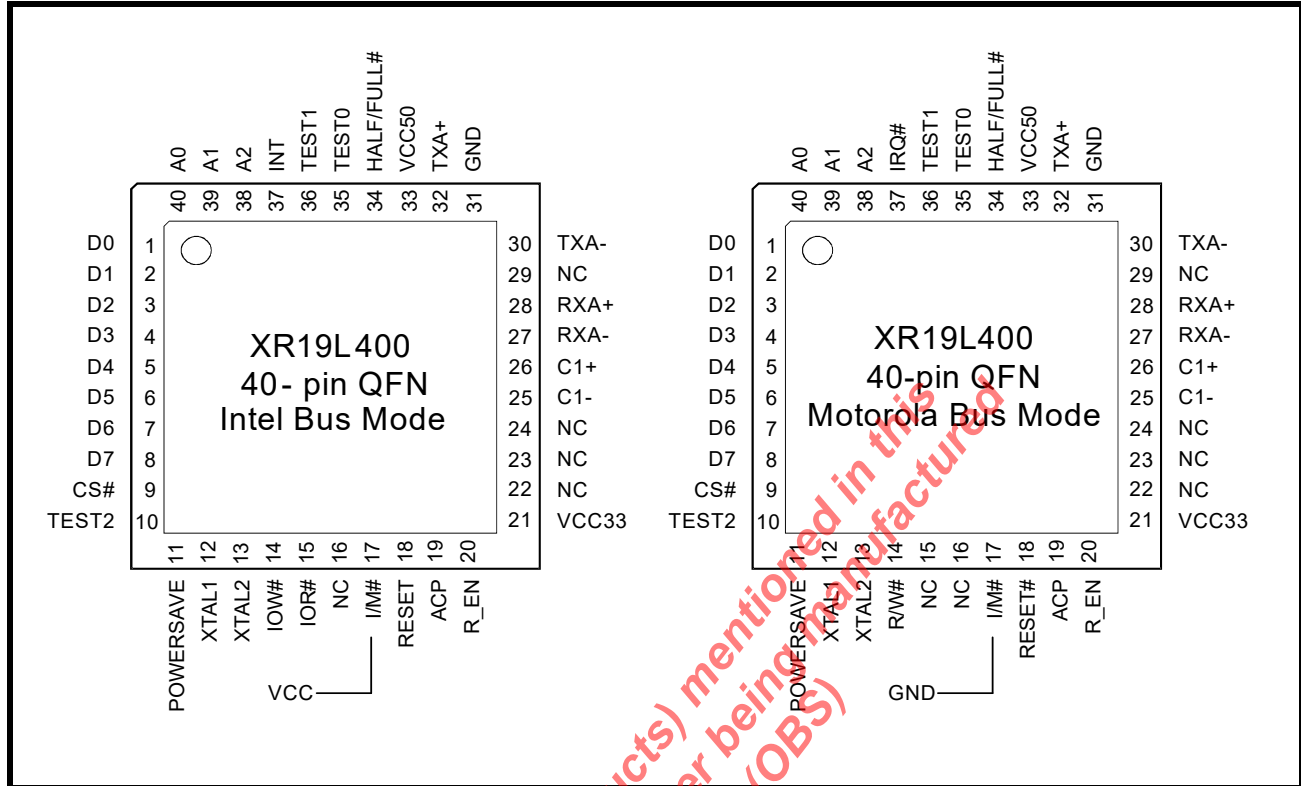 A0 A1 A2 INT TEST1 TEST0 HALF/FULL# VCC50 TXA+ GND
40 39 38 37 36 35 34 33 32 31
D0 1
D1 2
D2 3
D3 4
D4 5
D5 6
D6 7
D7 8
CS# 9
TEST2 10
XR19L400
40- pin QFN
Intel Bus Mode
30 TXA-
29 NC
28 RXA+
27 RXA-
26 C1+
25 C1-
24 NC
23 NC
22 NC
21 VCC33
11 12 13 14 15 16 17 18 19 20
POWERSAVE XTAL1 XTAL2 IOW# IOR# NC I/M# RESET ACP R_EN
VCC
A0 A1 A2 IRQ# TEST1 TEST0 HALF/FULL# VCC50 TXA+ GND
40 39 38 37 36 35 34 33 32 31
D0 1
D1 2
D2 3
D3 4
D4 5
D5 6
D6 7
D7 8
CS# 9
TEST2 10
XR19L400
40-pin QFN
Motorola Bus Mode
30 TXA-
29 NC
28 RXA+
27 RXA-
26 C1+
25 C1-
24 NC
23 NC
22 NC
21 VCC33
11 12 13 14 15 16 17 18 19 20
POWERSAVE XTAL1 XTAL2 R/W# NC NC I/M# RESET# ACP R_EN
GND
mentioned in this
being manufactured
(OBS)